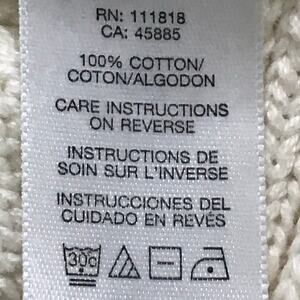 RN: 111818
CA: 45885
100% COTTON/
COTON/ALGODON
CARE INSTRUCTIONS
ON REVERSE
INSTRUCTIONS DE
SOIN SUR L'INVERSE
INSTRUCCIONES DEL
CUIDADO EN REVÉS
30c